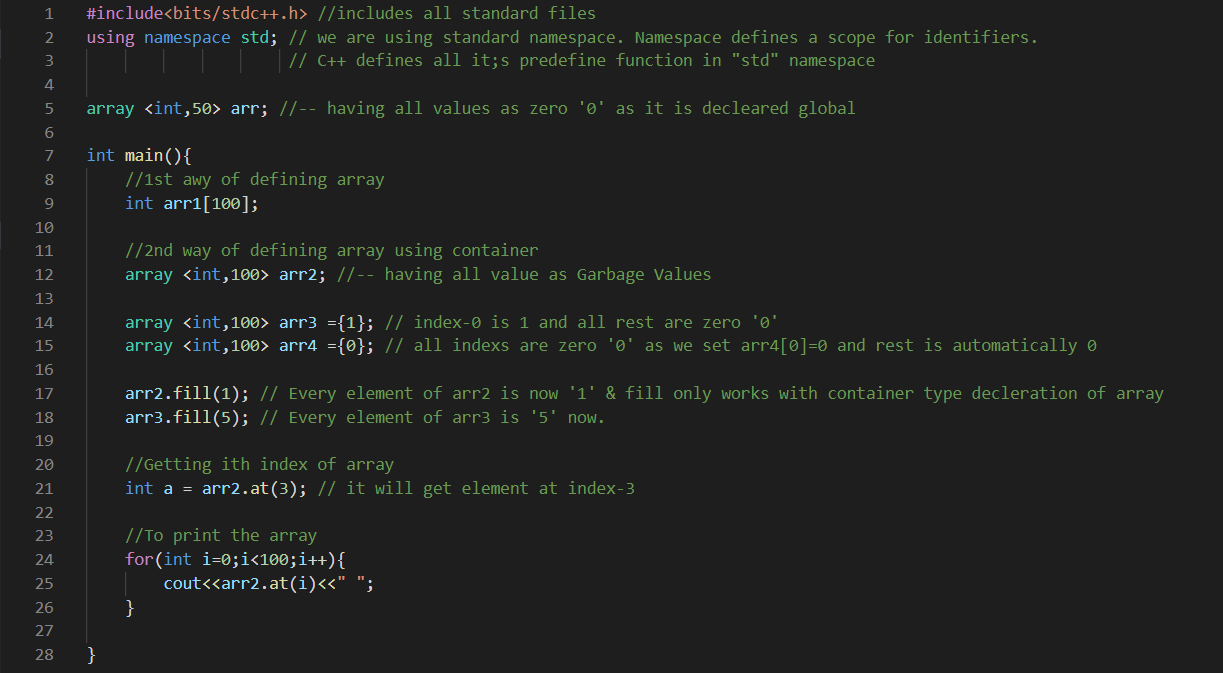 1 #include<bits/stdc++.h> //includes all standard files
2 using namespace std; // we are using standard namespace. Namespace defines a scope for identifiers.
3 // C++ defines all it;s predefine function in "std" namespace
4
5 array <int,50> arr; //-- having all values as zero '0' as it is decleared global
6
7 int main(){
8     //1st awy of defining array
9     int arr1[100];
10
11     //2nd way of defining array using container
12     array <int,100> arr2; //-- having all value as Garbage Values
13
14     array <int,100> arr3 ={1}; // index-0 is 1 and all rest are zero '0'
15     array <int,100> arr4 ={0}; // all indexs are zero '0' as we set arr4[0]=0 and rest is automatically 0
16
17     arr2.fill(1); // Every element of arr2 is now '1' & fill only works with container type decleration of array
18     arr3.fill(5); // Every element of arr3 is '5' now.
19
20     //Getting ith index of array
21     int a = arr2.at(3); // it will get element at index-3
22
23     //To print the array
24     for(int i=0;i<100;i++){
25         cout<<arr2.at(i)<<" ";
26     }
27
28 }